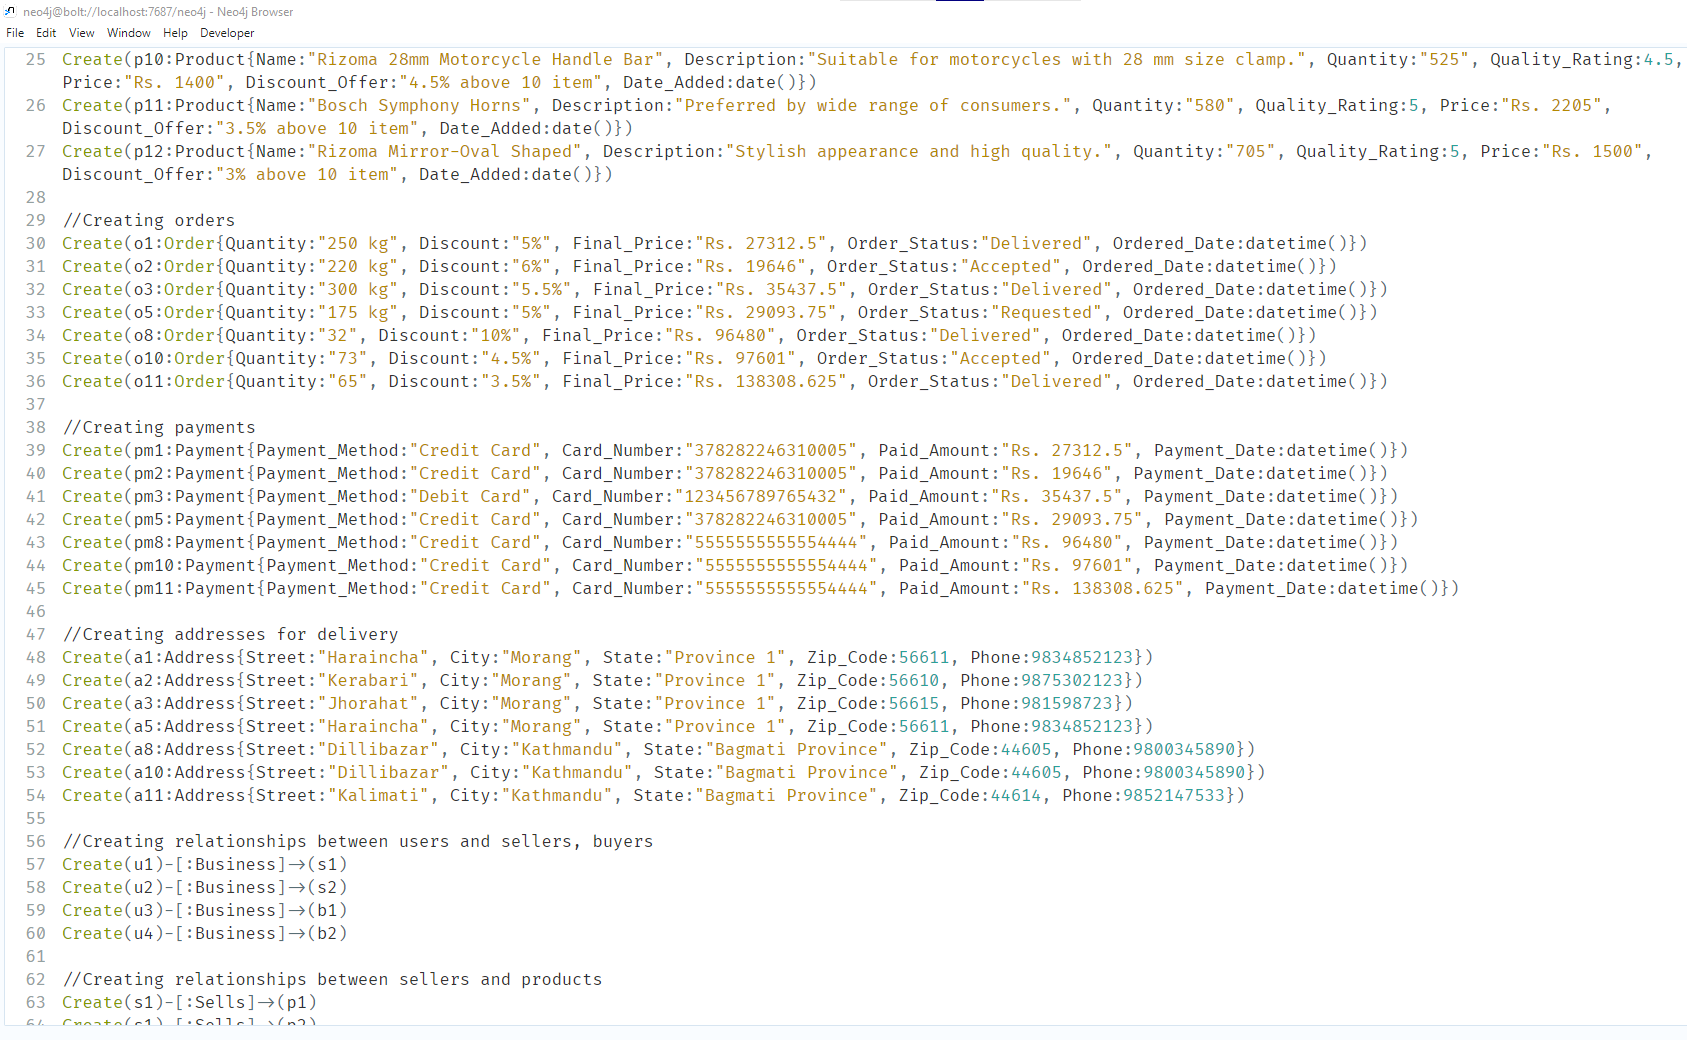 neo4j@bolt://localhost:7687/neo4j - Neo4j Browser
File Edit View Window Help Developer
25 Create(p10:Product{Name:"Rizoma 28mm Motorcycle Handle Bar", Description:"Suitable for motorcycles with 28 mm size clamp.", Quantity:"525", Quality_Rating:4.5,
Price:"Rs. 1400", Discount_Offer:"4.5% above 10 item", Date_Added:date()})
26 Create(p11:Product{Name:"Bosch Symphony Horns", Description:"Preferred by wide range of consumers.", Quantity:"580", Quality_Rating:5, Price:"Rs. 2205",
Discount_Offer:"3.5% above 10 item", Date_Added:date()})
27 Create(p12:Product{Name:"Rizoma Mirror-Oval Shaped", Description:"Stylish appearance and high quality.", Quantity:"705", Quality_Rating:5, Price:"Rs. 1500",
Discount_Offer:"3% above 10 item", Date_Added:date()})
28
29 //Creating orders
30 Create(o1:Order{Quantity:"250 kg", Discount:"5%", Final_Price:"Rs. 27312.5", Order_Status:"Delivered", Ordered_Date:datetime()})
31 Create(o2:Order{Quantity:"220 kg", Discount:"6%", Final_Price:"Rs. 19646", Order_Status:"Accepted", Ordered_Date:datetime()})
32 Create(o3:Order{Quantity:"300 kg", Discount:"5.5%", Final_Price:"Rs. 35437.5", Order_Status:"Delivered", Ordered_Date:datetime()})
33 Create(o5:Order{Quantity:"175 kg", Discount:"5%", Final_Price:"Rs. 29093.75", Order_Status:"Requested", Ordered_Date:datetime()})
34 Create(o8:Order{Quantity:"32", Discount:"10%", Final_Price:"Rs. 96480", Order_Status:"Delivered", Ordered_Date:datetime()})
35 Create(o10:Order{Quantity:"73", Discount:"4.5%", Final_Price:"Rs. 97601", Order_Status:"Accepted", Ordered_Date:datetime()})
36 Create(o11:Order{Quantity:"65", Discount:"3.5%", Final_Price:"Rs. 138308.625", Order_Status:"Delivered", Ordered_Date:datetime()})
37
38 //Creating payments
39 Create(pm1:Payment{Payment_Method:"Credit Card", Card_Number:"378282246310005", Paid_Amount:"Rs. 27312.5", Payment_Date:datetime()})
40 Create(pm2:Payment{Payment_Method:"Credit Card", Card_Number:"378282246310005", Paid_Amount:"Rs. 19646", Payment_Date:datetime()})
41 Create(pm3:Payment{Payment_Method:"Debit Card", Card_Number:"123456789765432", Paid_Amount:"Rs. 35437.5", Payment_Date:datetime()})
42 Create(pm5:Payment{Payment_Method:"Credit Card", Card_Number:"378282246310005", Paid_Amount:"Rs. 29093.75", Payment_Date:datetime()})
43 Create(pm8:Payment{Payment_Method:"Credit Card", Card_Number:"5555555555554444", Paid_Amount:"Rs. 96480", Payment_Date:datetime()})
44 Create(pm10:Payment{Payment_Method:"Credit Card", Card_Number:"5555555555554444", Paid_Amount:"Rs. 97601", Payment_Date:datetime()})
45 Create(pm11:Payment{Payment_Method:"Credit Card", Card_Number:"5555555555554444", Paid_Amount:"Rs. 138308.625", Payment_Date:datetime()})
46
47 //Creating addresses for delivery
48 Create(a1:Address{Street:"Haraincha", City:"Morang", State:"Province 1", Zip_Code:56611, Phone:9834852123})
49 Create(a2:Address{Street:"Kerabari", City:"Morang", State:"Province 1", Zip_Code:56610, Phone:9875302123})
50 Create(a3:Address{Street:"Jhorahat", City:"Morang", State:"Province 1", Zip_Code:56615, Phone:981598723})
51 Create(a5:Address{Street:"Haraincha", City:"Morang", State:"Province 1", Zip_Code:56611, Phone:9834852123})
52 Create(a8:Address{Street:"Dillibazar", City:"Kathmandu", State:"Bagmati Province", Zip_Code:44605, Phone:9800345890})
53 Create(a10:Address{Street:"Dillibazar", City:"Kathmandu", State:"Bagmati Province", Zip_Code:44605, Phone:9800345890})
54 Create(a11:Address{Street:"Kalimati", City:"Kathmandu", State:"Bagmati Province", Zip_Code:44614, Phone:9852147533})
55
56 //Creating relationships between users and sellers, buyers
57 Create(u1)-[:Business]->(s1)
58 Create(u2)-[:Business]->(s2)
59 Create(u3)-[:Business]->(b1)
60 Create(u4)-[:Business]->(b2)
61
62 //Creating relationships between sellers and products
63 Create(s1)-[:Sells]->(p1)
64 Create(s1)-[:Sells]->(p2)